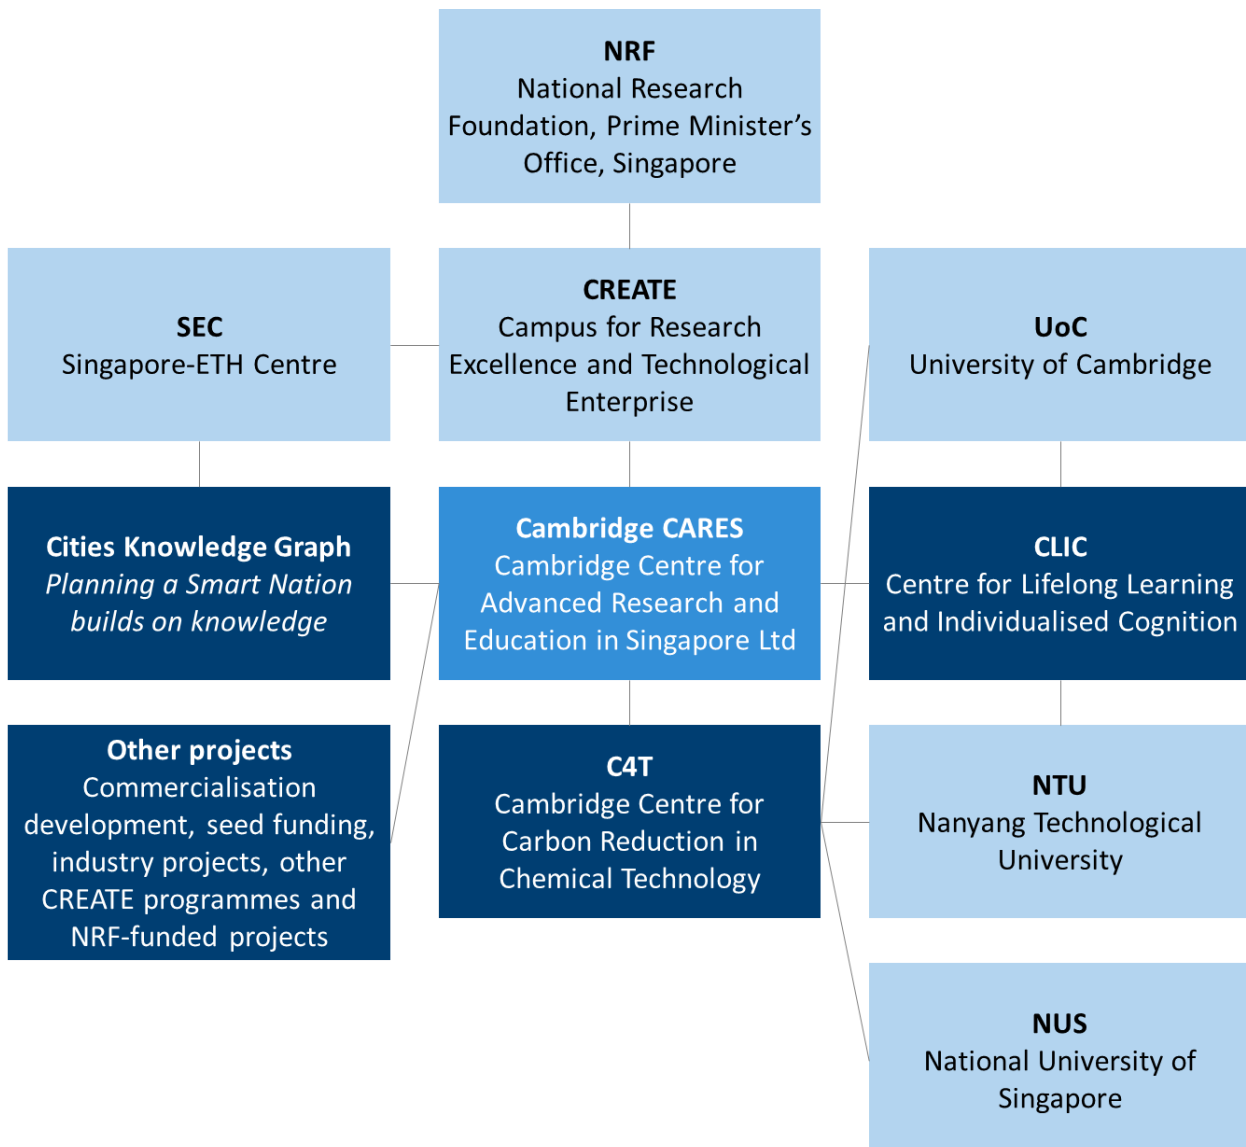 NRF
National Research
Foundation, Prime Minister’s
Office, Singapore
SEC
Singapore-ETH Centre
CREATE
Campus for Research
Excellence and Technological
Enterprise
UoC
University of Cambridge
Cities Knowledge Graph
Planning a Smart Nation
builds on knowledge
Cambridge CARES
Cambridge Centre for
Advanced Research and
Education in Singapore Ltd
CLIC
Centre for Lifelong Learning
and Individualised Cognition
Other projects
Commercialisation
development, seed funding,
industry projects, other
CREATE programmes and
NRF-funded projects
C4T
Cambridge Centre for
Carbon Reduction in
Chemical Technology
NTU
Nanyang Technological
University
NUS
National University of
Singapore